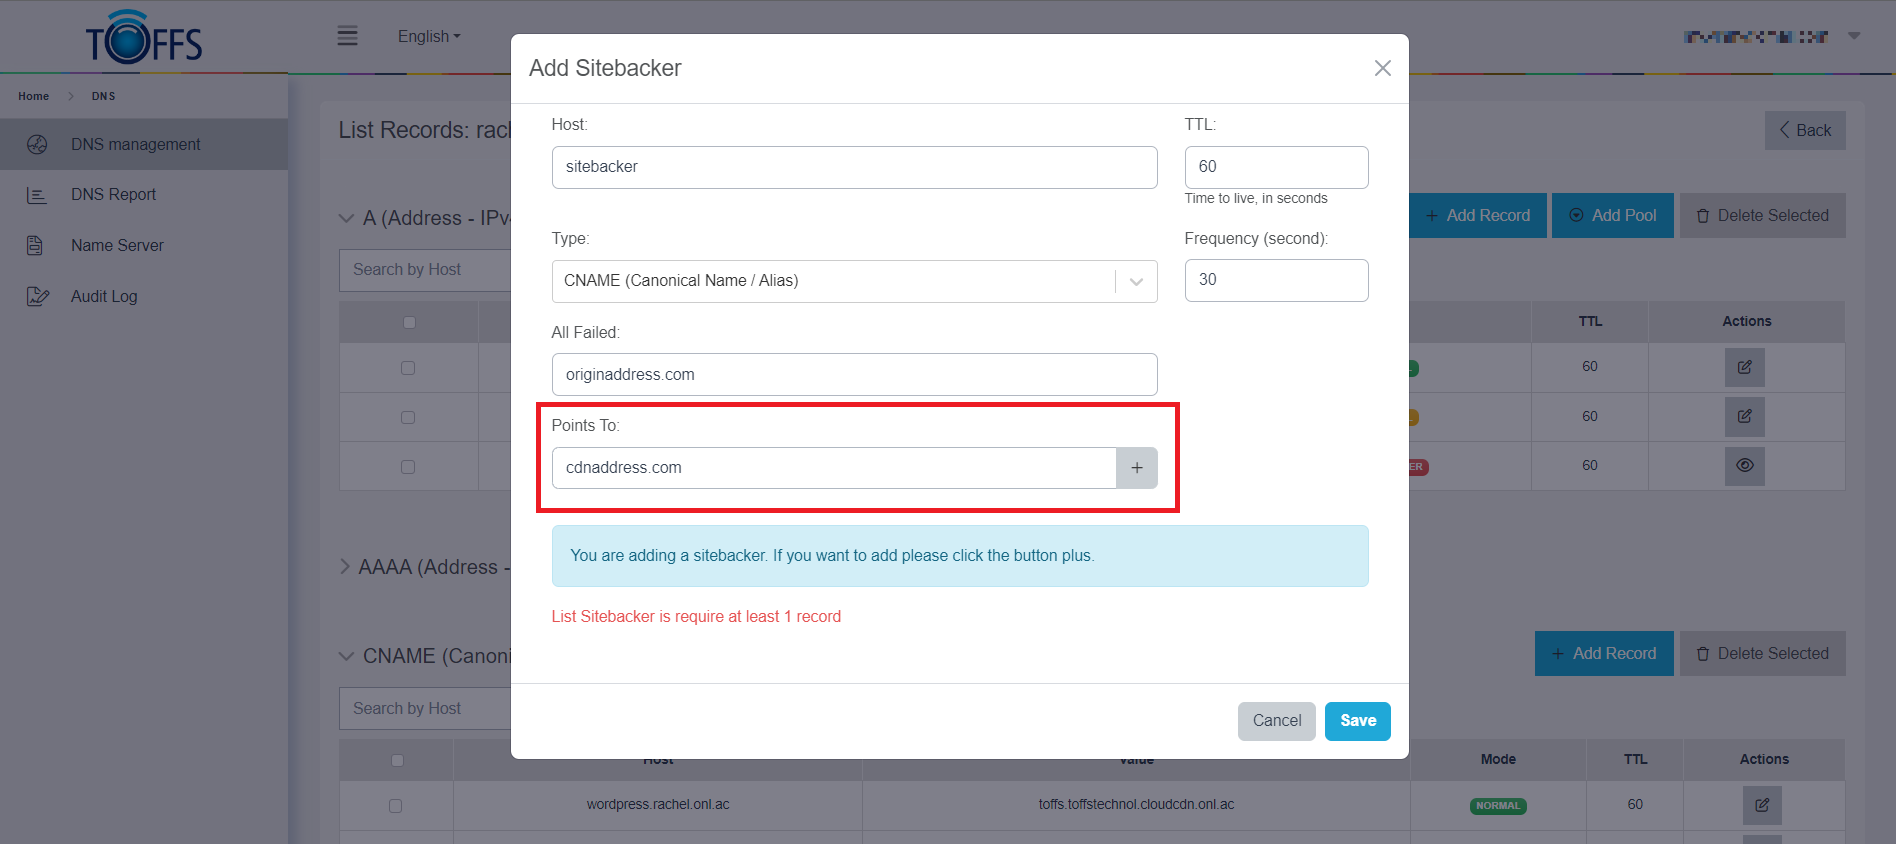 TOFFS
English
Home > DNS
DNS management
DNS Report
Name Server
Audit Log
List Records:
Back
A (Address -
Add Record
Add Pool
Delete Selected
Search by Host
TTL
Actions
60
60
ER
60
AAAA (Address -
CNAME
Add Record
Delete Selected
Search by Host
Host
Value
Mode
TTL
Actions
wordpress.rachel.onl.ac
toffs.toffstechnol.cloudcdn.onl.ac
NORMAL
60
Add Sitebacker
Host:
sitebacker
TTL:
60
Time to live, in seconds
Type:
CNAME (Canonical Name / Alias)
Frequency (second):
30
All Failed:
originaddress.com
Points To:
cdnaddress.com
+
You are adding a sitebacker. If you want to add please click the button plus.
List Sitebacker is require at least 1 record
Cancel
Save